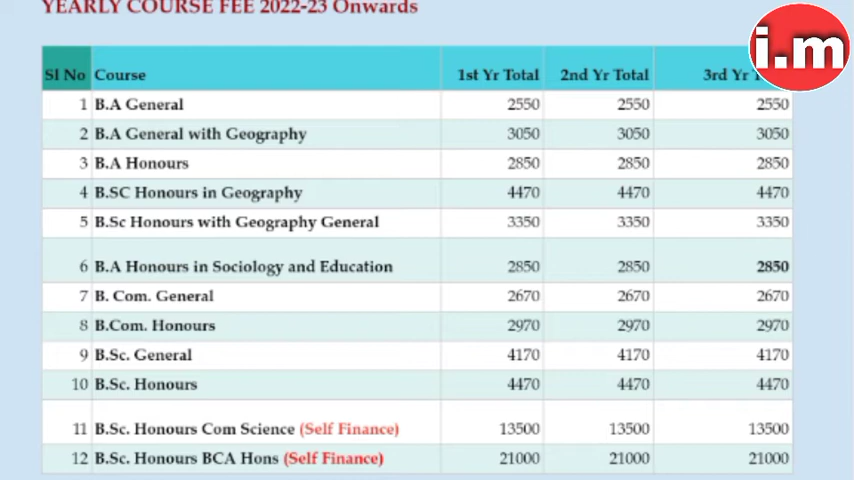 YEARLY COURSE FEE 2022-23 Onwards
i.m
Sl No Course 1st Yr Total 2nd Yr Total 3rd Yr
1 B.A General 2550 2550 2550
2 B.A General with Geography 3050 3050 3050
3 B.A Honours 2850 2850 2850
4 B.SC Honours in Geography 4470 4470 4470
5 B.Sc Honours with Geography General 3350 3350 3350
6 B.A Honours in Sociology and Education 2850 2850 2850
7 B. Com. General 2670 2670 2670
8 B.Com. Honours 2970 2970 2970
9 B.Sc. General 4170 4170 4170
10 B.Sc. Honours 4470 4470 4470
11 B.Sc. Honours Com Science (Self Finance) 13500 13500 13500
12 B.Sc. Honours BCA Hons (Self Finance) 21000 21000 21000